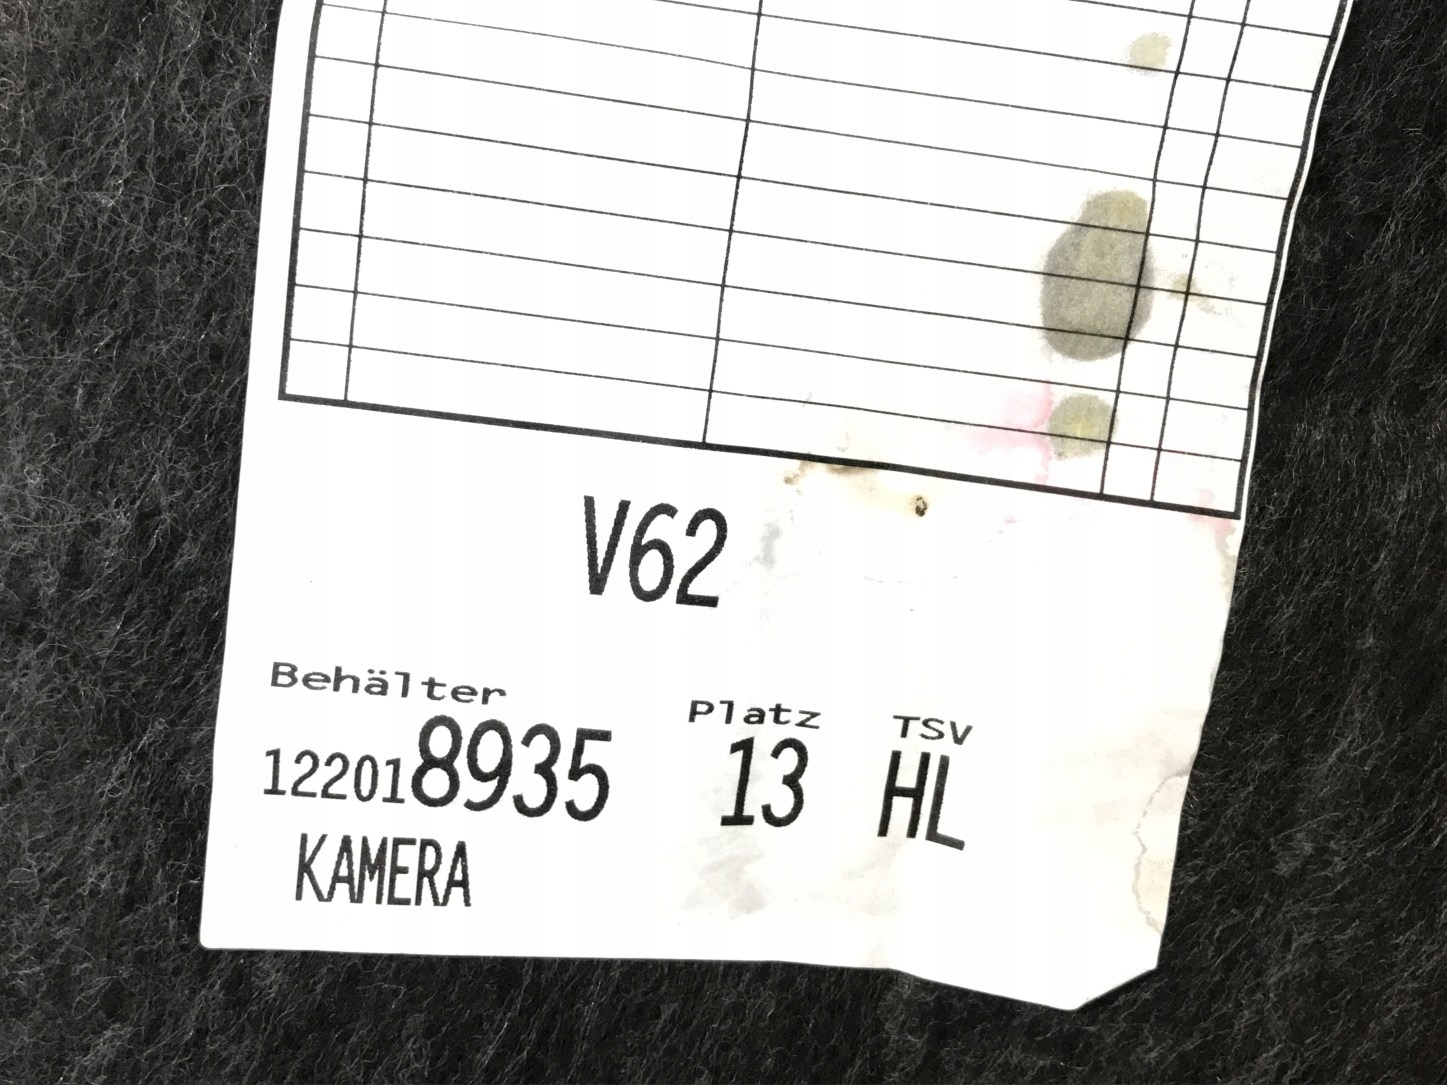 V62
Behälter Platz TSV
122018935 13 HL
KAMERA